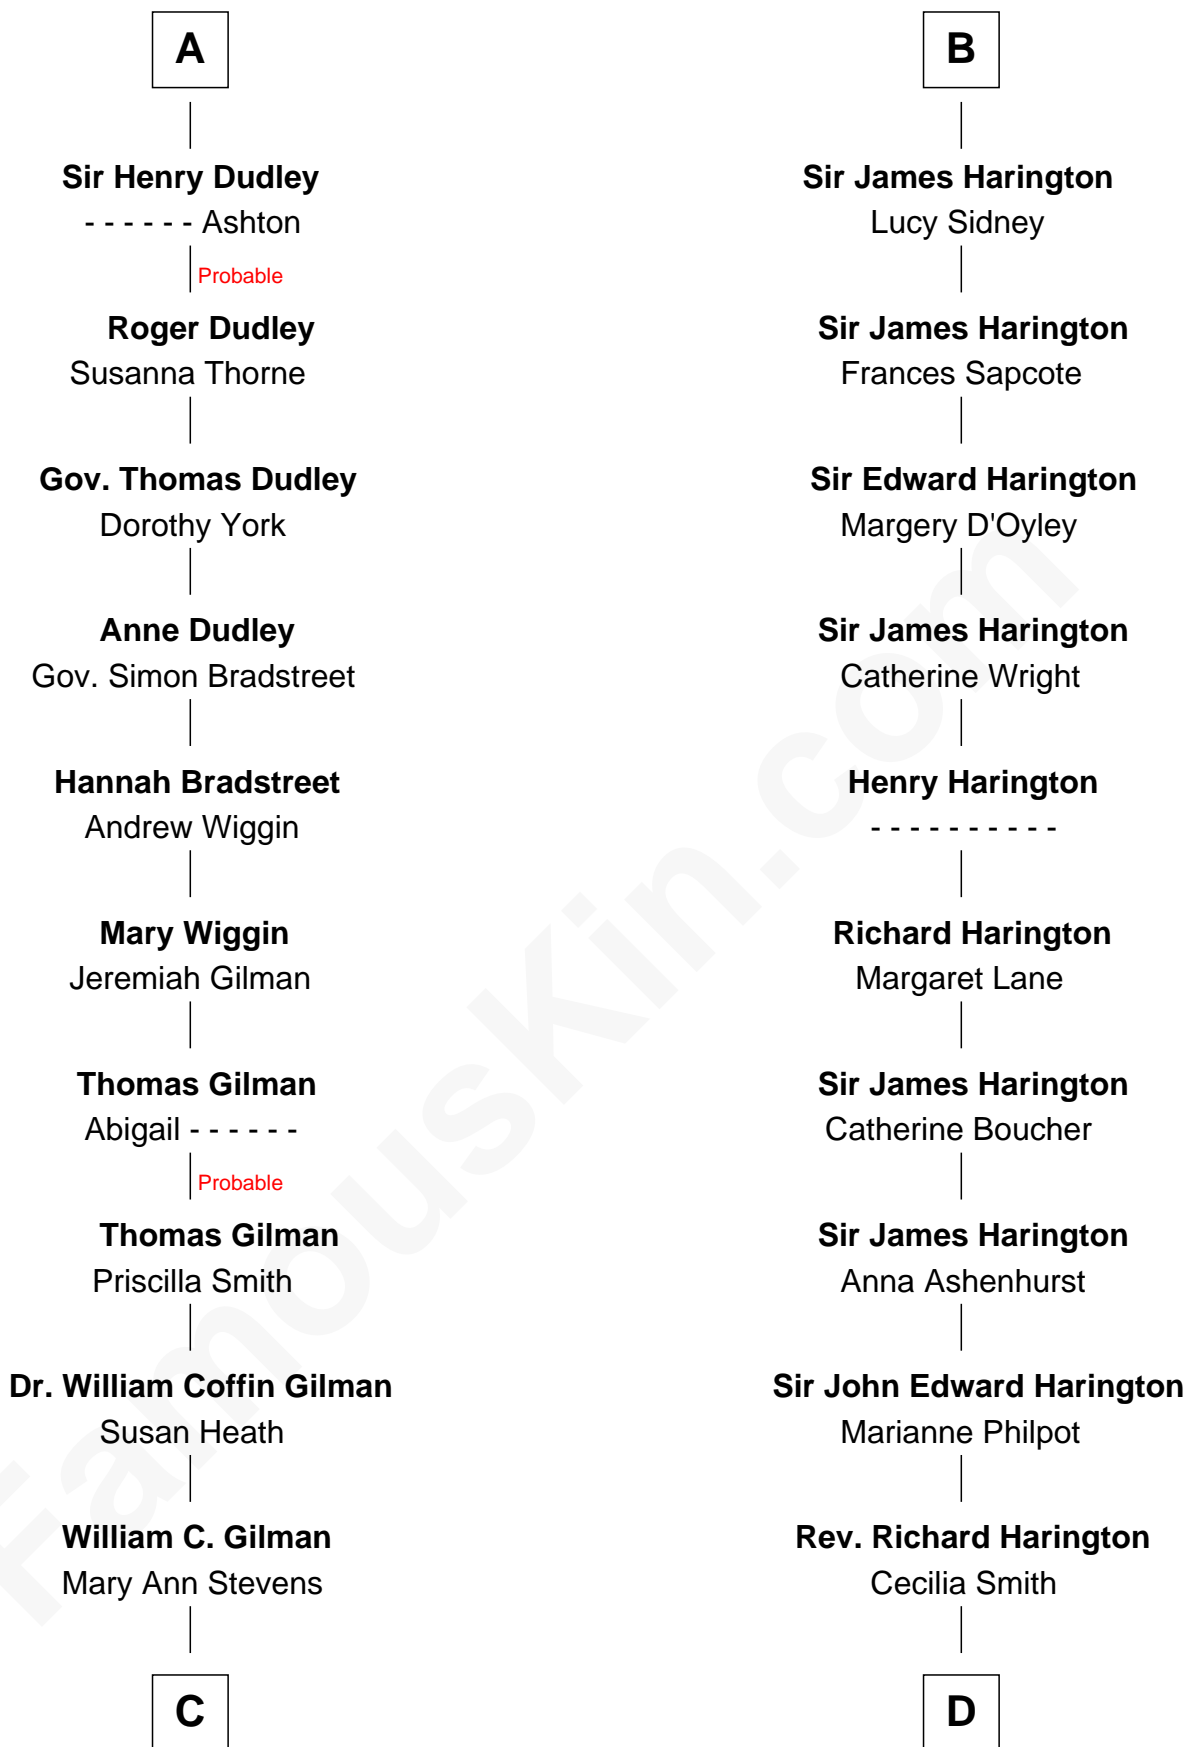 A
Sir Henry Dudley
- - - - - - Ashton
Probable
Roger Dudley
Susanna Thorne
Gov. Thomas Dudley
Dorothy York
Anne Dudley
Gov. Simon Bradstreet
Hannah Bradstreet
Andrew Wiggin
Mary Wiggin
Jeremiah Gilman
Thomas Gilman
Abigail - - - - - -
Probable
Thomas Gilman
Priscilla Smith
Dr. William Coffin Gilman
Susan Heath
William C. Gilman
Mary Ann Stevens
C
B
Sir James Harington
Lucy Sidney
Sir James Harington
Frances Sapcote
Sir Edward Harington
Margery D'Oyley
Sir James Harington
Catherine Wright
Henry Harington
- - - - - - - - - -
Richard Harington
Margaret Lane
Sir James Harington
Catherine Boucher
Sir James Harington
Anna Ashenhurst
Sir John Edward Harington
Marianne Philpot
Rev. Richard Harington
Cecilia Smith
D
FamousKin.com